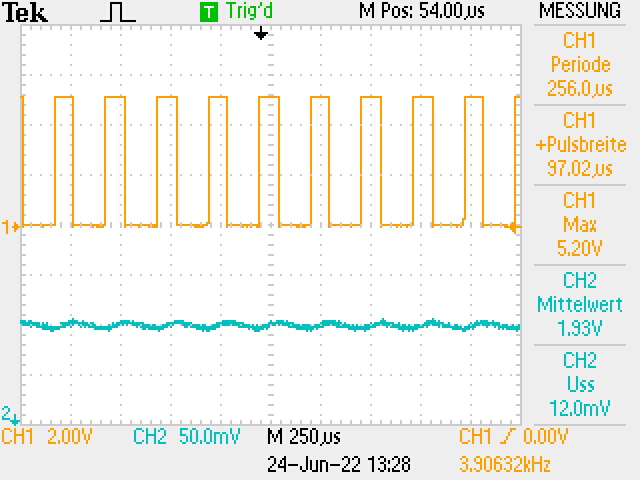 Tek T Trig'd M Pos: 54.00µs MESSUNG
CH1
Periode
256.0µs
CH1
+Pulsbreite
97.02µs
1
CH1
Max
5.20V
CH2
Mittelwert
1.93V
CH2
Uss
12.0mV
2
CH1 2.00V CH2 50.0mV M 250µs CH1 0.00V
24-Jun-22 13:28 3.90632kHz